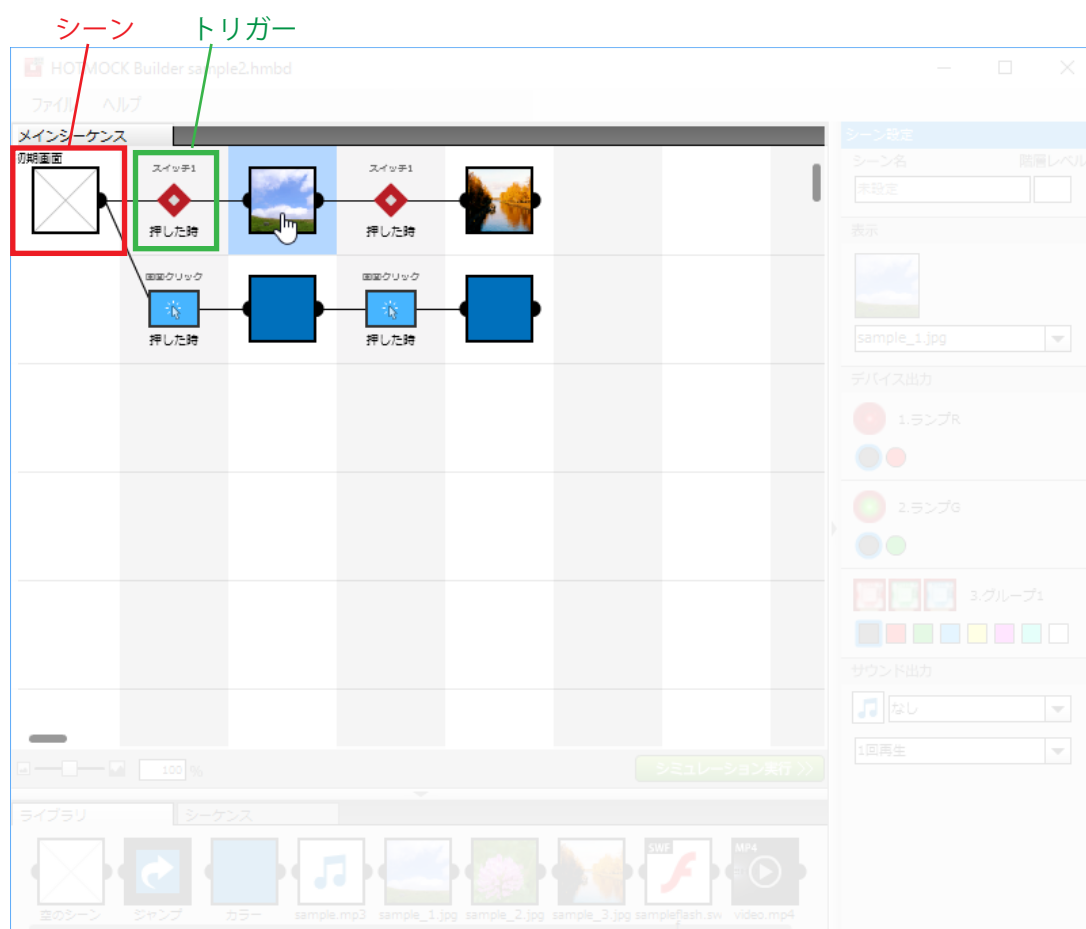 シーン トリガー
HOTMOCK Builder sample2.hmbd
ファイル ヘルプ
メインシーケンス
シーン設定
初期画面
スイッチ1
スイッチ1
シーン名 階層レベル
未設定
押した時
押した時
表示
画面クリック
画面クリック
押した時
押した時
sample_1.jpg
デバイス出力
1.ランプR
2.ランプG
3.グループ1
サウンド出力
なし
1回再生
100 %
シミュレーション実行
ライブラリ シーケンス
SWF
MP4
空のシーン ジャンプ カラー sample.mp3 sample_1.jpg sample_2.jpg sample_3.jpg sampleflash.sw video.mp4